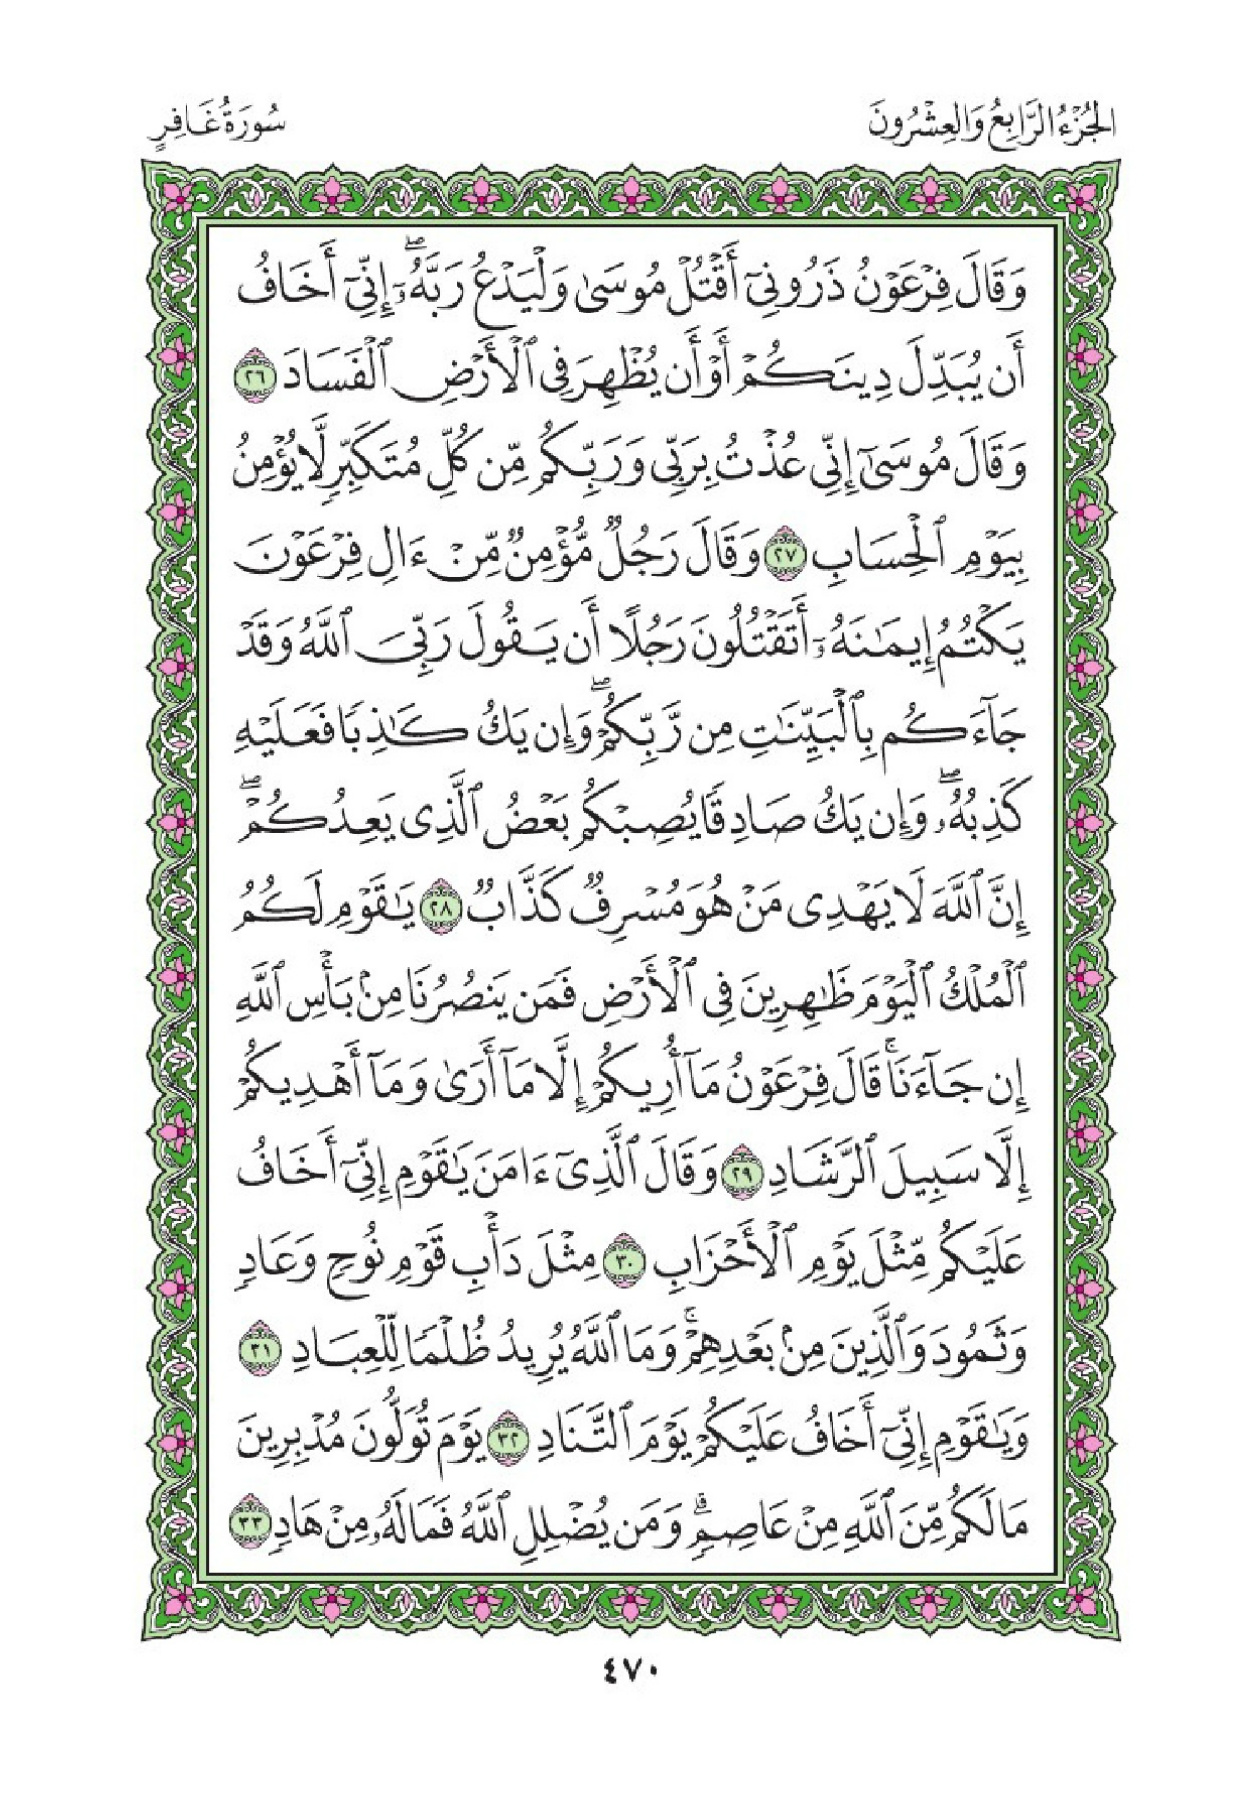 الجُزْءُ الرَّابِعُ وَالعِشْرُونَ
سُورَةُ غَافِرٍ
وَقَالَ فِرْعَوْنُ ذَرُونِيٓ أَقْتُلْ مُوسَىٰ وَلْيَدْعُ رَبَّهُۥٓۖ إِنِّيٓ أَخَافُ
أَن يُبَدِّلَ دِينَكُمْ أَوْ أَن يُظْهِرَ فِي ٱلْأَرْضِ ٱلْفَسَادَ ٢٦
وَقَالَ مُوسَىٰٓ إِنِّي عُذْتُ بِرَبِّي وَرَبِّكُم مِّن كُلِّ مُتَكَبِّرٍ لَّا يُؤْمِنُ
بِيَوْمِ ٱلْحِسَابِ ٢٧ وَقَالَ رَجُلٌ مُّؤْمِنٌ مِّنْ ءَالِ فِرْعَوْنَ
يَكْتُمُ إِيمَٰنَهُۥٓ أَتَقْتُلُونَ رَجُلًا أَن يَقُولَ رَبِّيَ ٱللَّهُ وَقَدْ
جَآءَكُم بِٱلْبَيِّنَٰتِ مِن رَّبِّكُمْۖ وَإِن يَكُ كَٰذِبًا فَعَلَيْهِ
كَذِبُهُۥۖ وَإِن يَكُ صَادِقًا يُصِبْكُم بَعْضُ ٱلَّذِي يَعِدُكُمْۖ
إِنَّ ٱللَّهَ لَا يَهْدِي مَنْ هُوَ مُسْرِفٌ كَذَّابٌ ٢٨ يَٰقَوْمِ لَكُمُ
ٱلْمُلْكُ ٱلْيَوْمَ ظَٰهِرِينَ فِي ٱلْأَرْضِ فَمَن يَنصُرُنَا مِنۢ بَأْسِ ٱللَّهِ
إِن جَآءَنَاۚ قَالَ فِرْعَوْنُ مَآ أُرِيكُمْ إِلَّا مَآ أَرَىٰ وَمَآ أَهْدِيكُمْ
إِلَّا سَبِيلَ ٱلرَّشَادِ ٢٩ وَقَالَ ٱلَّذِيٓ ءَامَنَ يَٰقَوْمِ إِنِّيٓ أَخَافُ
عَلَيْكُم مِّثْلَ يَوْمِ ٱلْأَحْزَابِ ٣٠ مِثْلَ دَأْبِ قَوْمِ نُوحٍ وَعَادٍ
وَثَمُودَ وَٱلَّذِينَ مِنۢ بَعْدِهِمْۚ وَمَا ٱللَّهُ يُرِيدُ ظُلْمًا لِّلْعِبَادِ ٣١
وَيَٰقَوْمِ إِنِّيٓ أَخَافُ عَلَيْكُمْ يَوْمَ ٱلتَّنَادِ ٣٢ يَوْمَ تُوَلُّونَ مُدْبِرِينَ
مَا لَكُم مِّنَ ٱللَّهِ مِنْ عَاصِمٍۗ وَمَن يُضْلِلِ ٱللَّهُ فَمَا لَهُۥ مِنْ هَادٍ ٣٣
٤٧٠